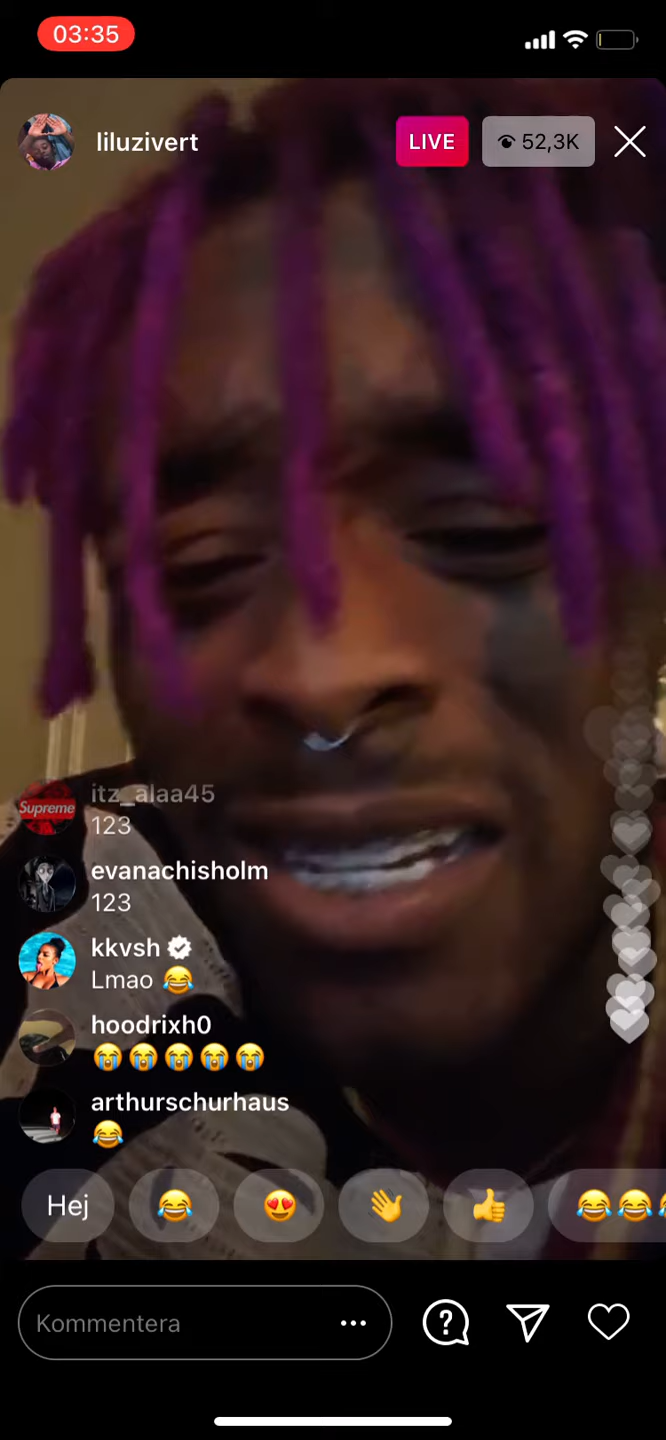 03:35
liluzivert
LIVE
52,3K
itz_alaa45
Supreme
123
evanachisholm
123
kkvsh
Lmao 😂
hoodrixh0
😭😭😭😭😭
arthurschurhaus
😂
Hej 😂 😍 👋 👍 😂😂
Kommentera